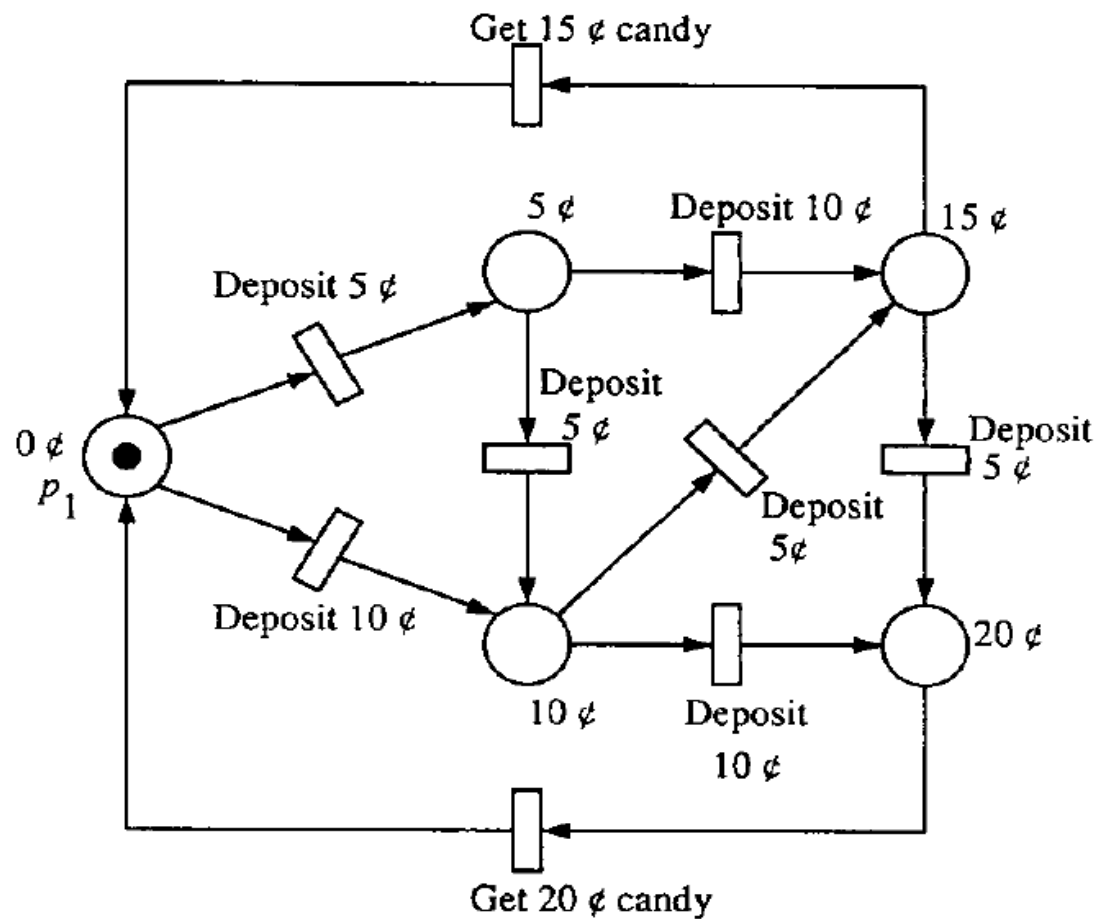 Get 15 ¢ candy
5 ¢
Deposit 10 ¢
15 ¢
Deposit 5 ¢
Deposit
5 ¢
0 ¢
p1
Deposit
5 ¢
Deposit
5¢
Deposit 10 ¢
20 ¢
10 ¢
Deposit
10 ¢
Get 20 ¢ candy